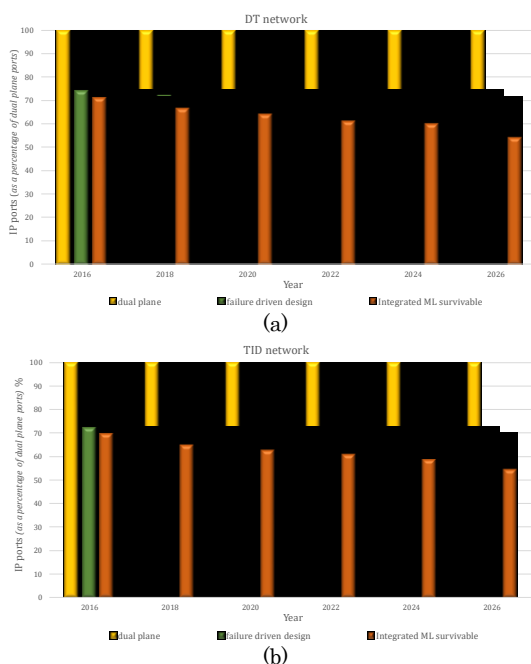 DT network
100
90
80
70
60
50
40
30
20
10
0
IP ports (as a percentage of dual plane ports)
2016 2018 2020 2022 2024 2026
Year
dual plane failure driven design Integrated ML survivable
(a)
TID network
100
90
80
70
60
50
40
30
20
10
0
IP ports (as a percentage of dual plane ports) %
2016 2018 2020 2022 2024 2026
Year
dual plane failure driven design Integrated ML survivable
(b)